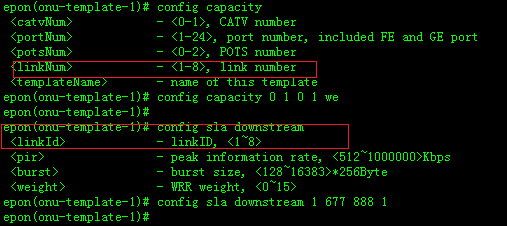 epon(onu-template-1)# config capacity
<catvNum> - <0-1>, CATV number
<portNum> - <1-24>, port number, included FE and GE port
<potsNum> - <0-2>, POTS number
<linkNum> - <1-8>, link number
<templateName> - name of this template
epon(onu-template-1)# config capacity 0 1 0 1 we
epon(onu-template-1)#
epon(onu-template-1)# config sla downstream
<linkId> - linkID, <1~8>
<pir> - peak information rate, <512~1000000>Kbps
<burst> - burst size, <128~16383>*256Byte
<weight> - WRR weight, <0~15>
epon(onu-template-1)# config sla downstream 1 677 888 1
epon(onu-template-1)#